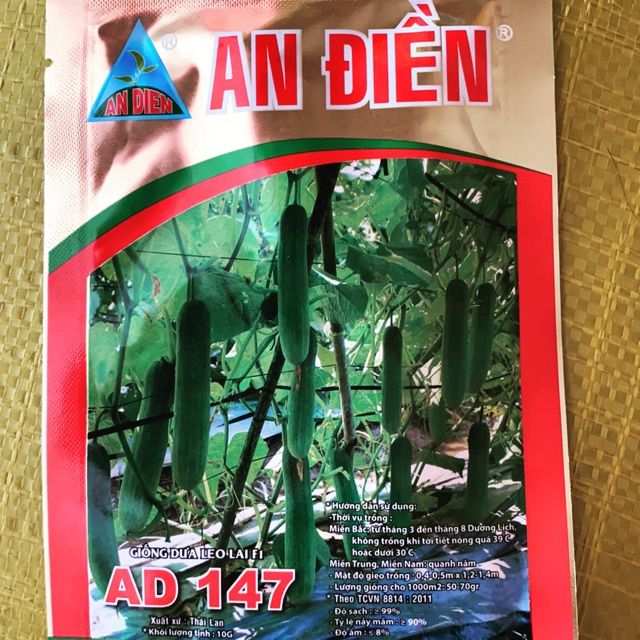 AN DIEN
®
AN ĐIỀN®
GIỐNG DƯA LEO LAI F1
AD 147
Xuất xứ : Thái Lan
* Khối lượng tịnh : 10G
* Hướng dẫn sử dụng:
-Thời vụ trồng :
Miền Bắc: từ tháng 3 đến tháng 8 Dương Lịch,
không trồng khi tời tiết nóng quá 39°C
hoặc dưới 30°C
Miền Trung, Miền Nam: quanh năm
- Mật độ gieo trồng : 0,4-0,5m x 1,2-1,4m
- Lượng giống cho 1000m2: 50-70gr
* Theo TCVN 8814 : 2011
- Độ sạch : ≥ 99%
- Tỷ lệ nảy mầm : ≥ 90%
- Độ ẩm : ≤ 8%